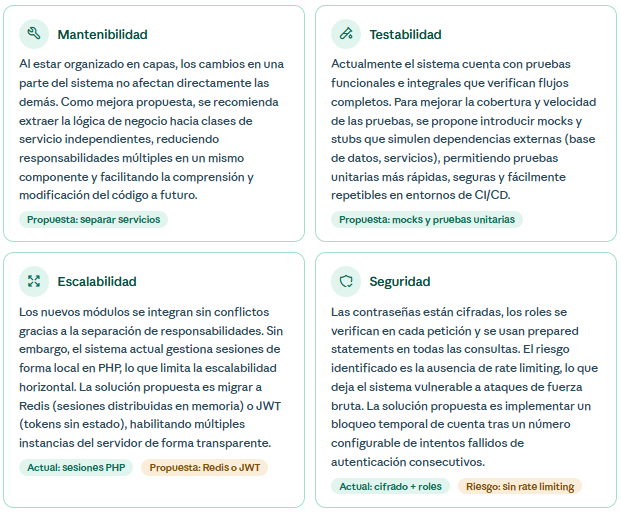 Mantenibilidad
Al estar organizado en capas, los cambios en una
parte del sistema no afectan directamente las
demás. Como mejora propuesta, se recomienda
extraer la lógica de negocio hacia clases de
servicio independientes, reduciendo
responsabilidades múltiples en un mismo
componente y facilitando la comprensión y
modificación del código a futuro.
Propuesta: separar servicios
Testabilidad
Actualmente el sistema cuenta con pruebas
funcionales e integrales que verifican flujos
completos. Para mejorar la cobertura y velocidad
de las pruebas, se propone introducir mocks y
stubs que simulen dependencias externas (base
de datos, servicios), permitiendo pruebas
unitarias más rápidas, seguras y fácilmente
repetibles en entornos de CI/CD.
Propuesta: mocks y pruebas unitarias
Escalabilidad
Los nuevos módulos se integran sin conflictos
gracias a la separación de responsabilidades. Sin
embargo, el sistema actual gestiona sesiones de
forma local en PHP, lo que limita la escalabilidad
horizontal. La solución propuesta es migrar a
Redis (sesiones distribuidas en memoria) o JWT
(tokens sin estado), habilitando múltiples
instancias del servidor de forma transparente.
Actual: sesiones PHP
Propuesta: Redis o JWT
Seguridad
Las contraseñas están cifradas, los roles se
verifican en cada petición y se usan prepared
statements en todas las consultas. El riesgo
identificado es la ausencia de rate limiting, lo que
deja el sistema vulnerable a ataques de fuerza
bruta. La solución propuesta es implementar un
bloqueo temporal de cuenta tras un número
configurable de intentos fallidos de
autenticación consecutivos.
Actual: cifrado + roles
Riesgo: sin rate limiting